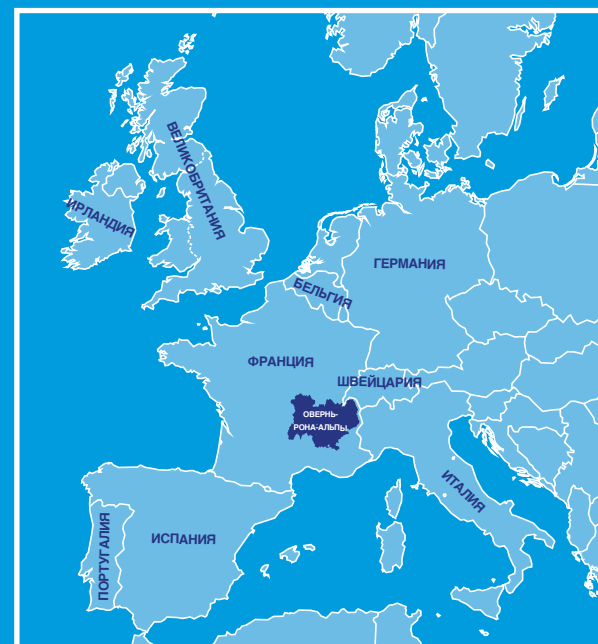 ВЕЛИКОБРИТАНИЯ
ИРЛАНДИЯ
ГЕРМАНИЯ
БЕЛЬГИЯ
ФРАНЦИЯ
ШВЕЙЦАРИЯ
ОВЕРНЬ-
РОНА-АЛЬПЫ
ИТАЛИЯ
ПОРТУГАЛИЯ
ИСПАНИЯ